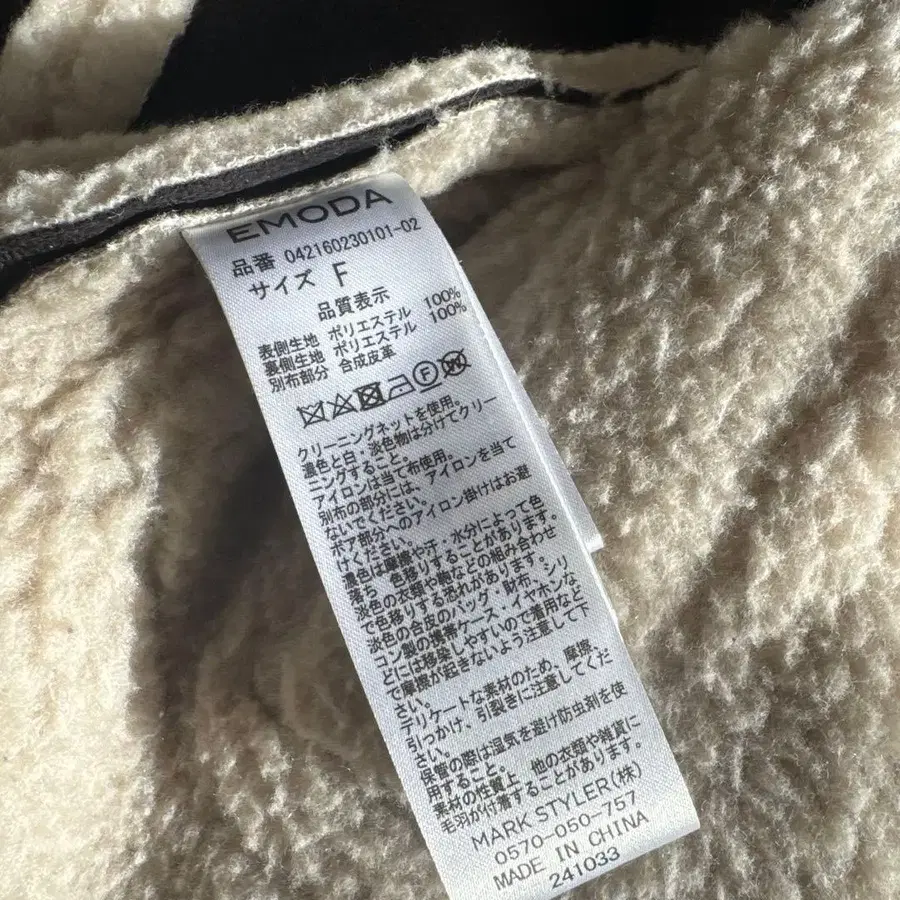 EMODA
品番 042160230101-02
サイズ F
品質表示
表側生地 ポリエステル 100%
裏側生地 ポリエステル 100%
別布部分 合成皮革
クリーニングネットを使用。
濃色と白・淡色物は分けてクリー
ニングすること。
アイロンは当て布使用。
別布の部分には、アイロンを当て
ないでください。
ボア部分へのアイロン掛けはお避
けください。
濃色は摩擦や汗・水分によって色
落ち、色移りすることがあります。
淡色の衣類や鞄などの組み合わせ
で色移りする恐れがあります。
淡色の合皮のバッグ・財布、シリ
コン製の携帯ケース・イヤホンな
どには移染しやすいので着用など
で摩擦が起きないよう注意して下
さい。
デリケートな素材のため、摩擦、
引っかけ、引裂きに注意してくだ
さい。
保管の際は湿気を避け防虫剤を使
用すること。
素材の性質上、他の衣類や雑貨に
毛羽が付着することがあります。
MARK STYLER(株)
0570-050-757
MADE IN CHINA
241033